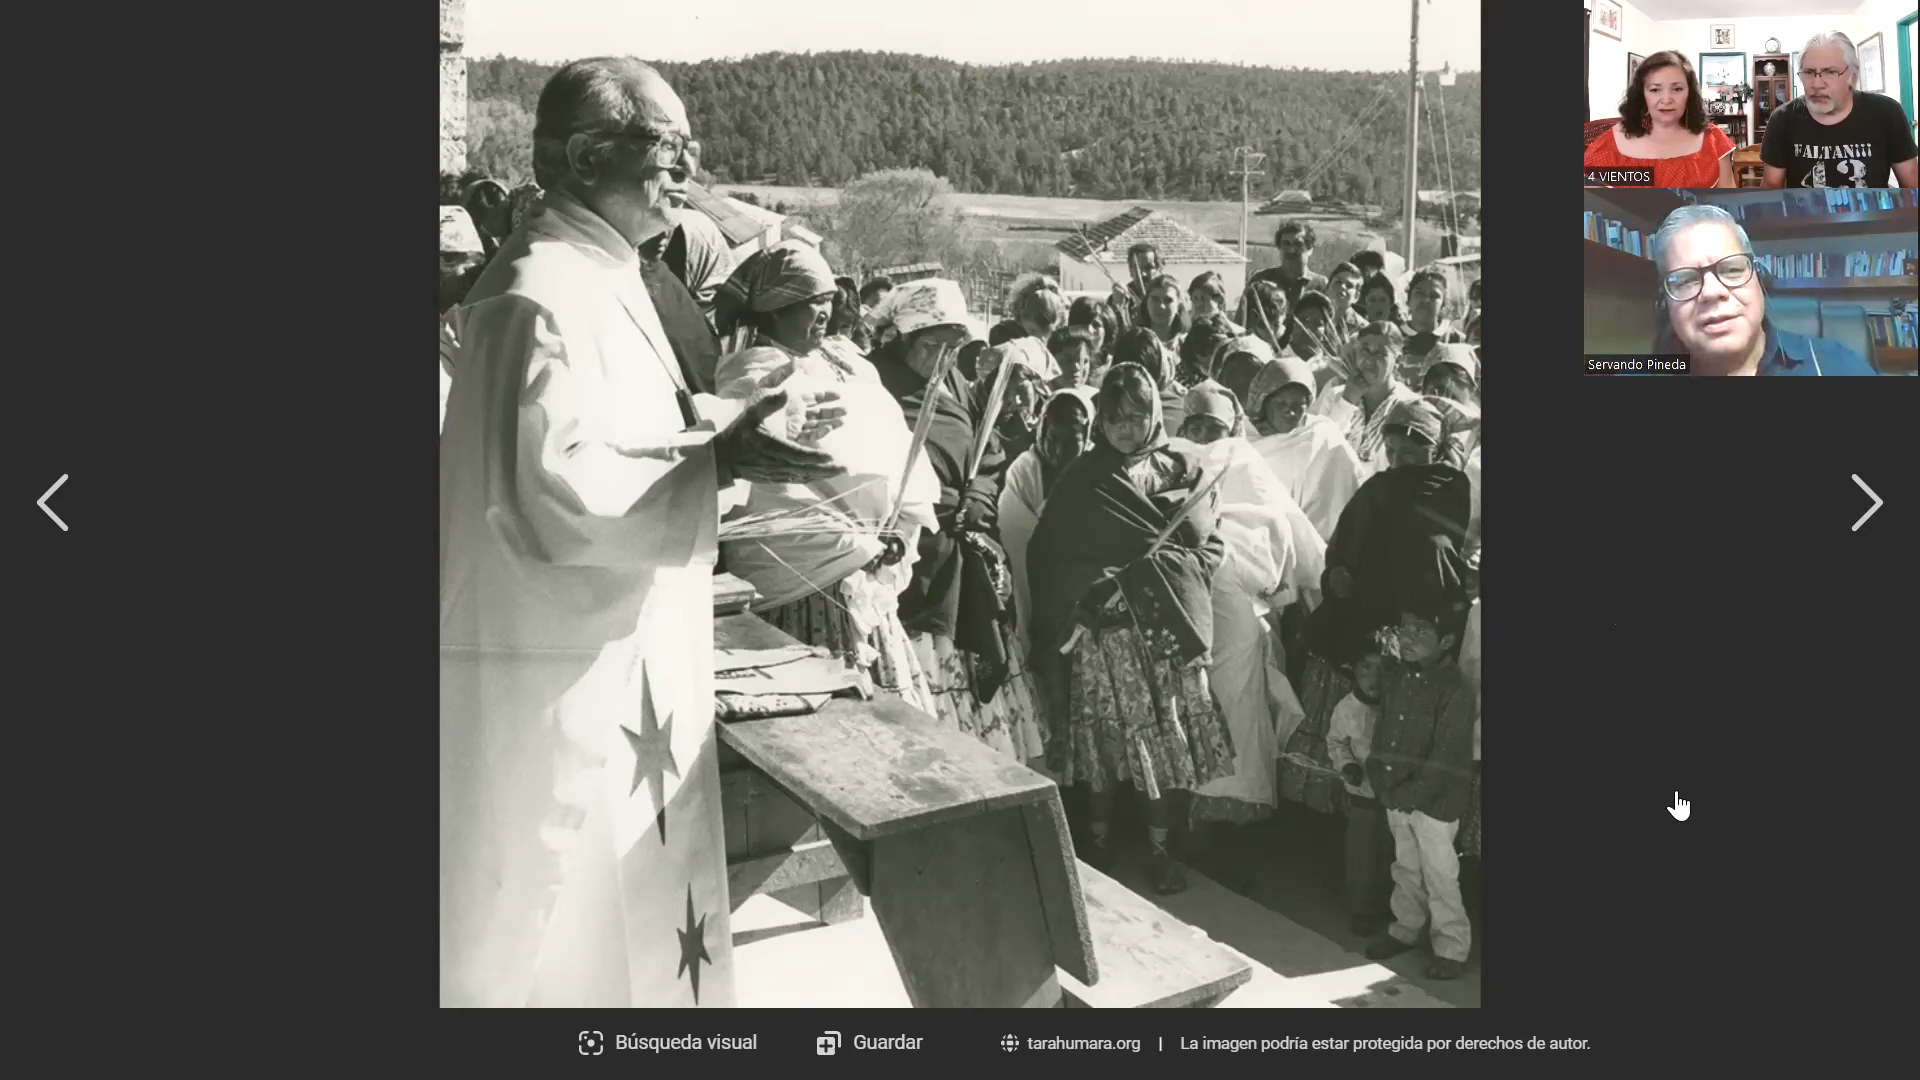 4 VIENTOS
FALTAN!!!
43
Servando Pineda
Búsqueda visual
Guardar
tarahumara.org | La imagen podría estar protegida por derechos de autor.